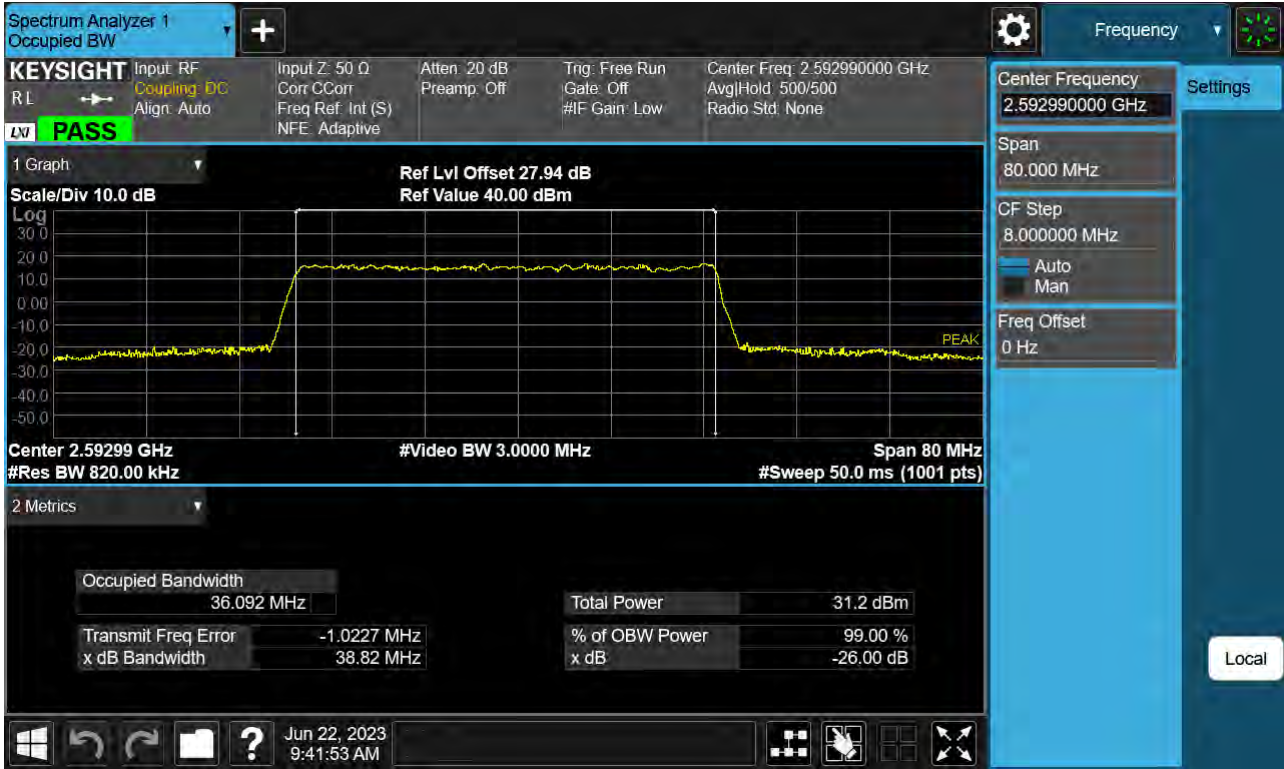 Spectrum Analyzer 1
Occupied BW
Frequency
KEYSIGHT
RL
LXI
PASS
Input: RF
Coupling: DC
Align: Auto
Input Z: 50 Ω
Corr CCorr
Freq Ref: Int (S)
NFE: Adaptive
Atten: 20 dB
Preamp: Off
Trig: Free Run
Gate: Off
#IF Gain: Low
Center Freq: 2.592990000 GHz
Avg|Hold: 500/500
Radio Std: None
1 Graph
Scale/Div 10.0 dB
Ref Lvl Offset 27.94 dB
Ref Value 40.00 dBm
Log
30.0
20.0
10.0
0.00
-10.0
-20.0
-30.0
-40.0
-50.0
PEAK
Center 2.59299 GHz
#Video BW 3.0000 MHz
Span 80 MHz
#Res BW 820.00 kHz
#Sweep 50.0 ms (1001 pts)
2 Metrics
Occupied Bandwidth
36.092 MHz
Total Power 31.2 dBm
Transmit Freq Error -1.0227 MHz
% of OBW Power 99.00 %
x dB Bandwidth 38.82 MHz
x dB -26.00 dB
Center Frequency
2.592990000 GHz
Settings
Span
80.000 MHz
CF Step
8.000000 MHz
Auto
Man
Freq Offset
0 Hz
Local
?
Jun 22, 2023
9:41:53 AM